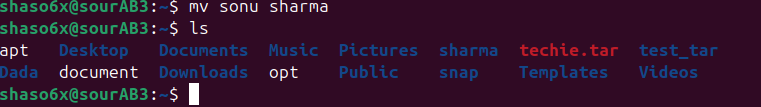 shaso6x@sourAB3:~$ mv sonu sharma
shaso6x@sourAB3:~$ ls
apt Desktop Documents Music Pictures sharma techie.tar test_tar
Dada document Downloads opt Public snap Templates Videos
shaso6x@sourAB3:~$